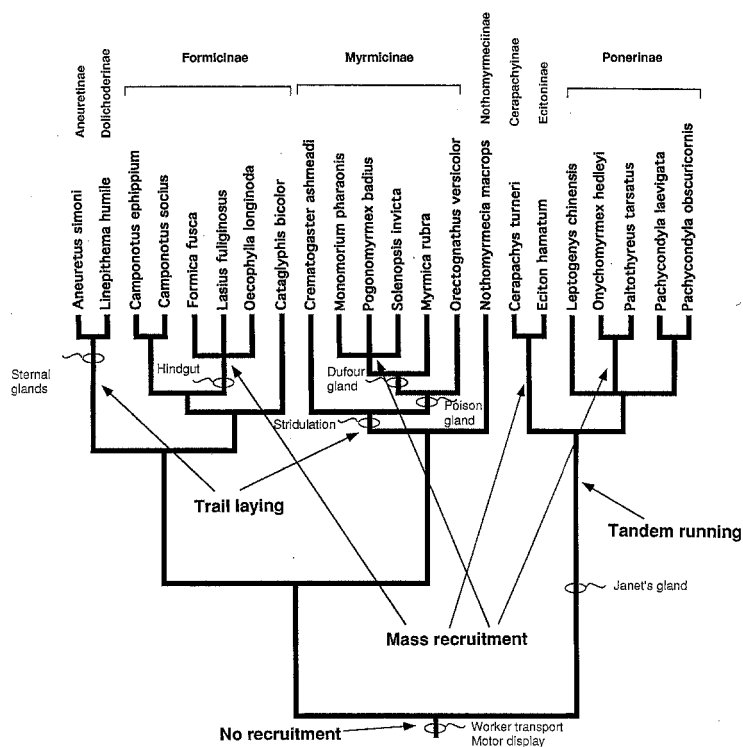 Aneuretinae
Dolichoderinae
Formicinae
Myrmicinae
Nothomyrmeciinae
Cerapachyinae
Ecitoninae
Ponerinae
Aneuretus simoni
Linepithema humile
Camponotus ephippium
Camponotus socius
Formica fusca
Lasius fuliginosus
Oecophylla longinoda
Cataglyphis bicolor
Crematogaster ashmeadi
Monomorium pharaonis
Pogonomyrmex badius
Solenopsis invicta
Myrmica rubra
Orectognathus versicolor
Nothomyrmecia macrops
Cerapachys turneri
Eciton hamatum
Leptogenys chinensis
Onychomyrmex hedleyi
Paltothyreus tarsatus
Pachycondyla laevigata
Pachycondyla obscuricornis
Sternal
glands
Hindgut
Dufour
gland
Poison
gland
Stridulation
Trail laying
Tandem running
Janet's gland
Mass recruitment
No recruitment
Worker transport
Motor display